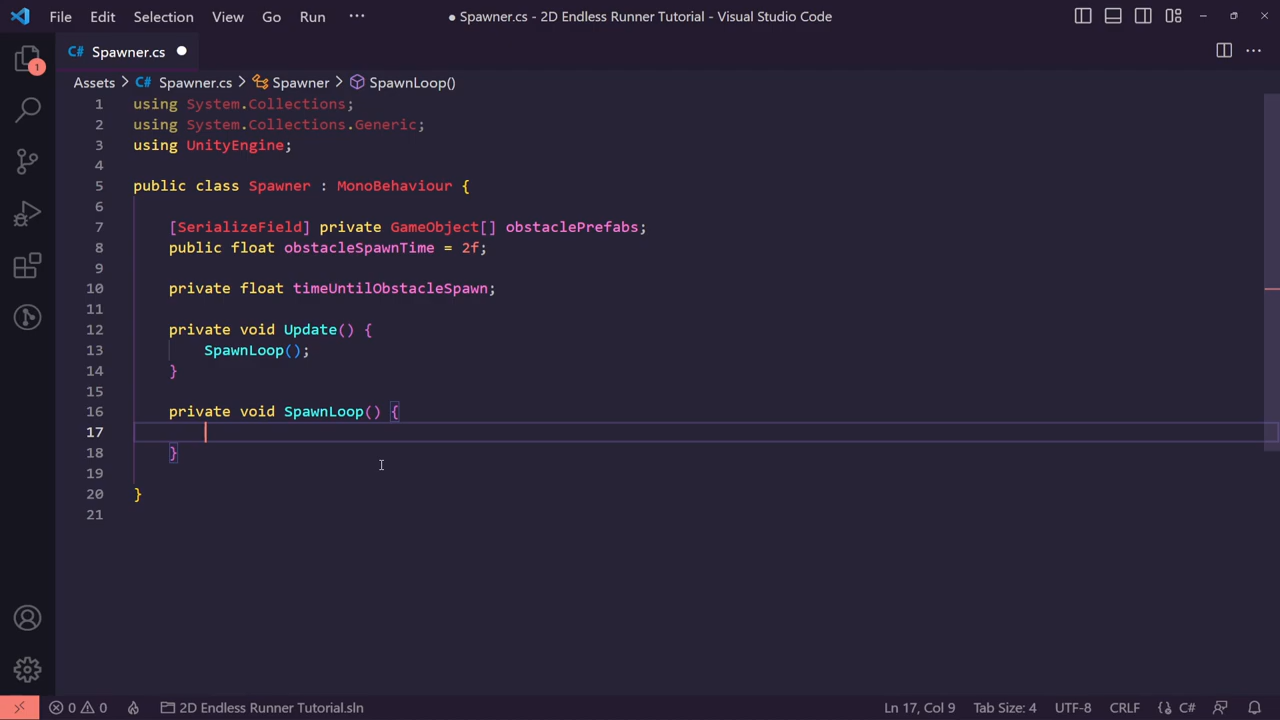 File Edit Selection View Go Run ··· ● Spawner.cs - 2D Endless Runner Tutorial - Visual Studio Code
C# Spawner.cs
1
Assets > C# Spawner.cs > Spawner > SpawnLoop()
1 using System.Collections;
2 using System.Collections.Generic;
3 using UnityEngine;
4
5 public class Spawner : MonoBehaviour {
6
7 [SerializeField] private GameObject[] obstaclePrefabs;
8 public float obstacleSpawnTime = 2f;
9
10 private float timeUntilObstacleSpawn;
11
12 private void Update() {
13 SpawnLoop();
14 }
15
16 private void SpawnLoop() {
17
18 }
19
20 }
21
0 0 2D Endless Runner Tutorial.sln Ln 17, Col 9 Tab Size: 4 UTF-8 CRLF {} C#